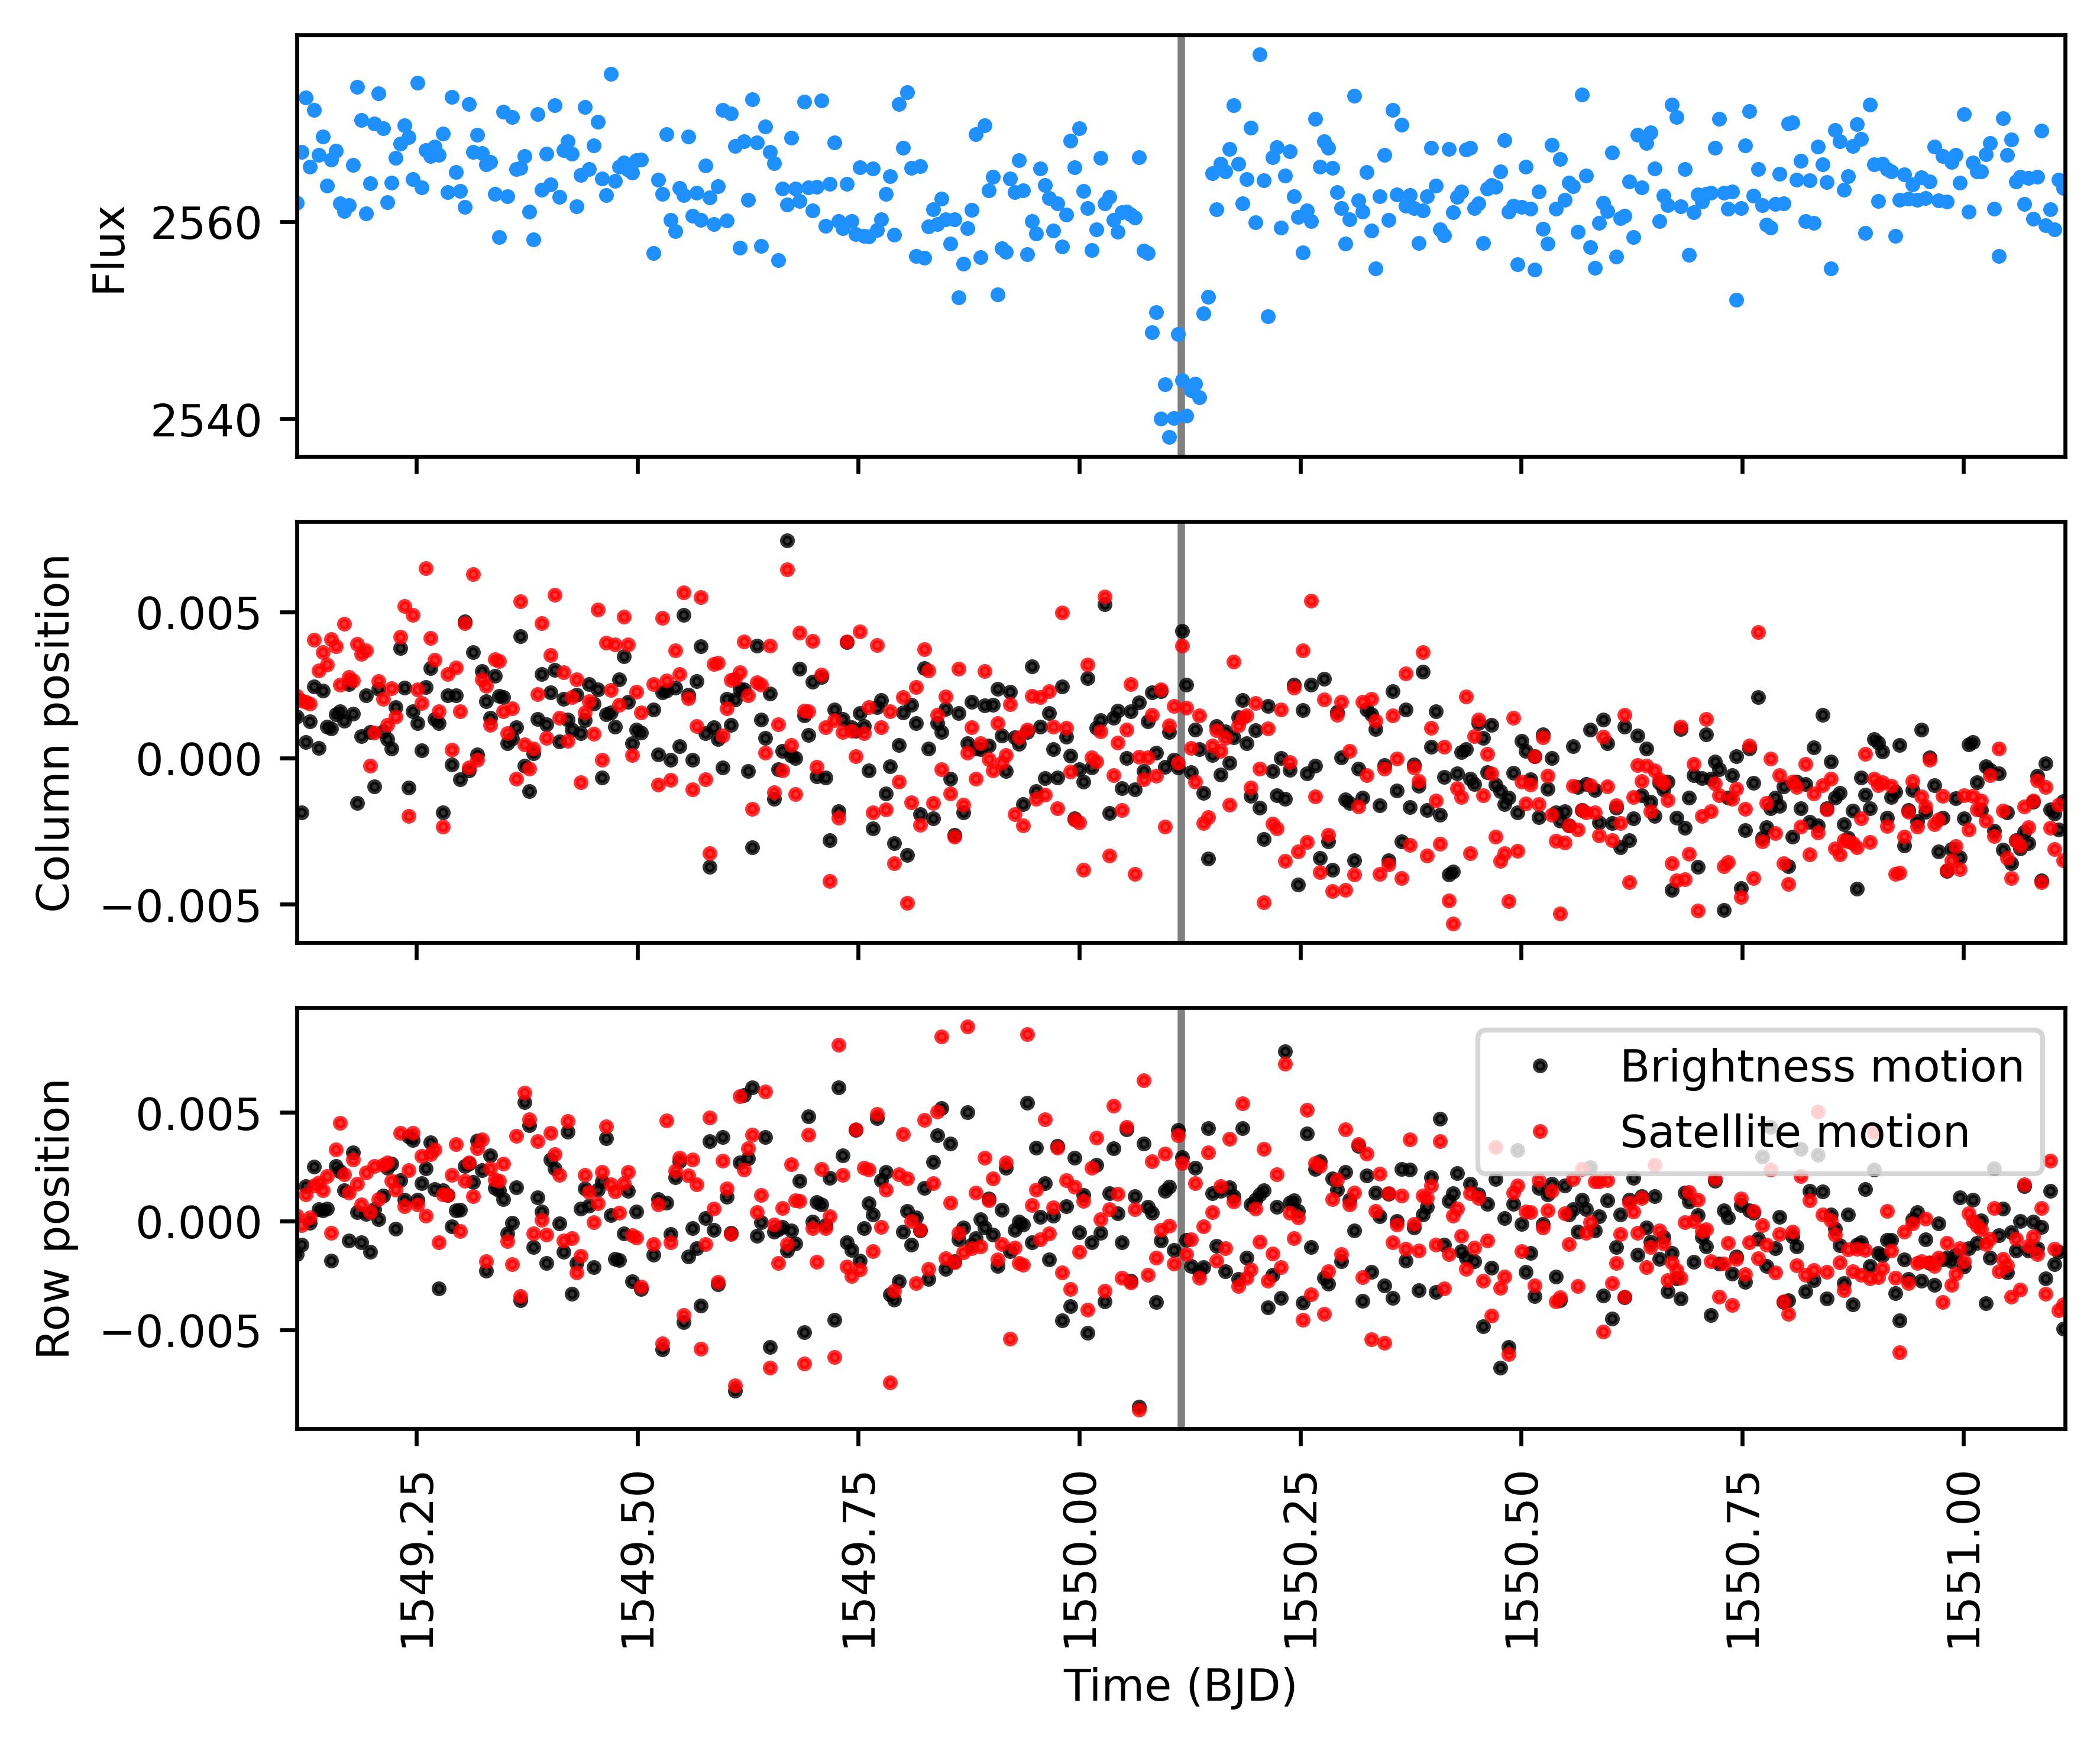 Flux
2560
2540
Column position
0.005
0.000
−0.005
Row position
0.005
0.000
−0.005
Brightness motion
Satellite motion
1549.25
1549.50
1549.75
1550.00
1550.25
1550.50
1550.75
1551.00
Time (BJD)